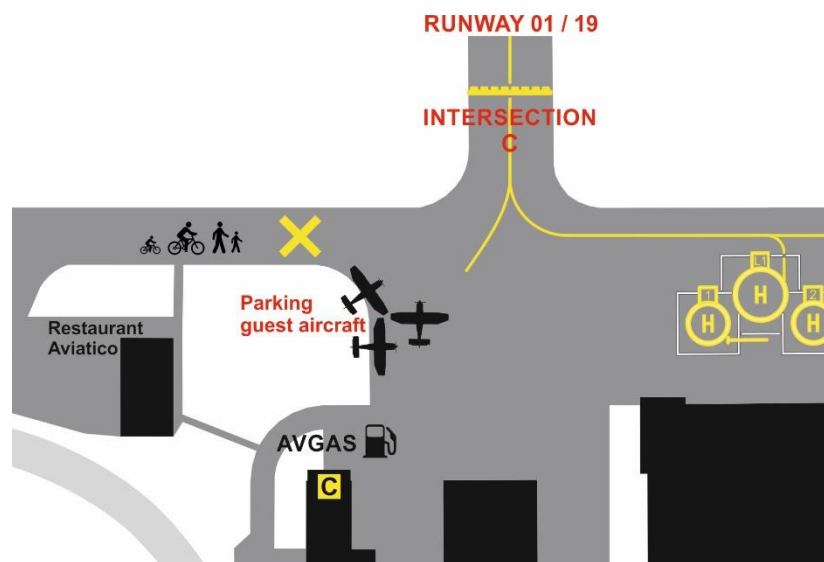 RUNWAY 01 / 19
INTERSECTION
C
L1
1
2
H
H
H
Parking
guest aircraft
Restaurant
Aviatico
AVGAS
C